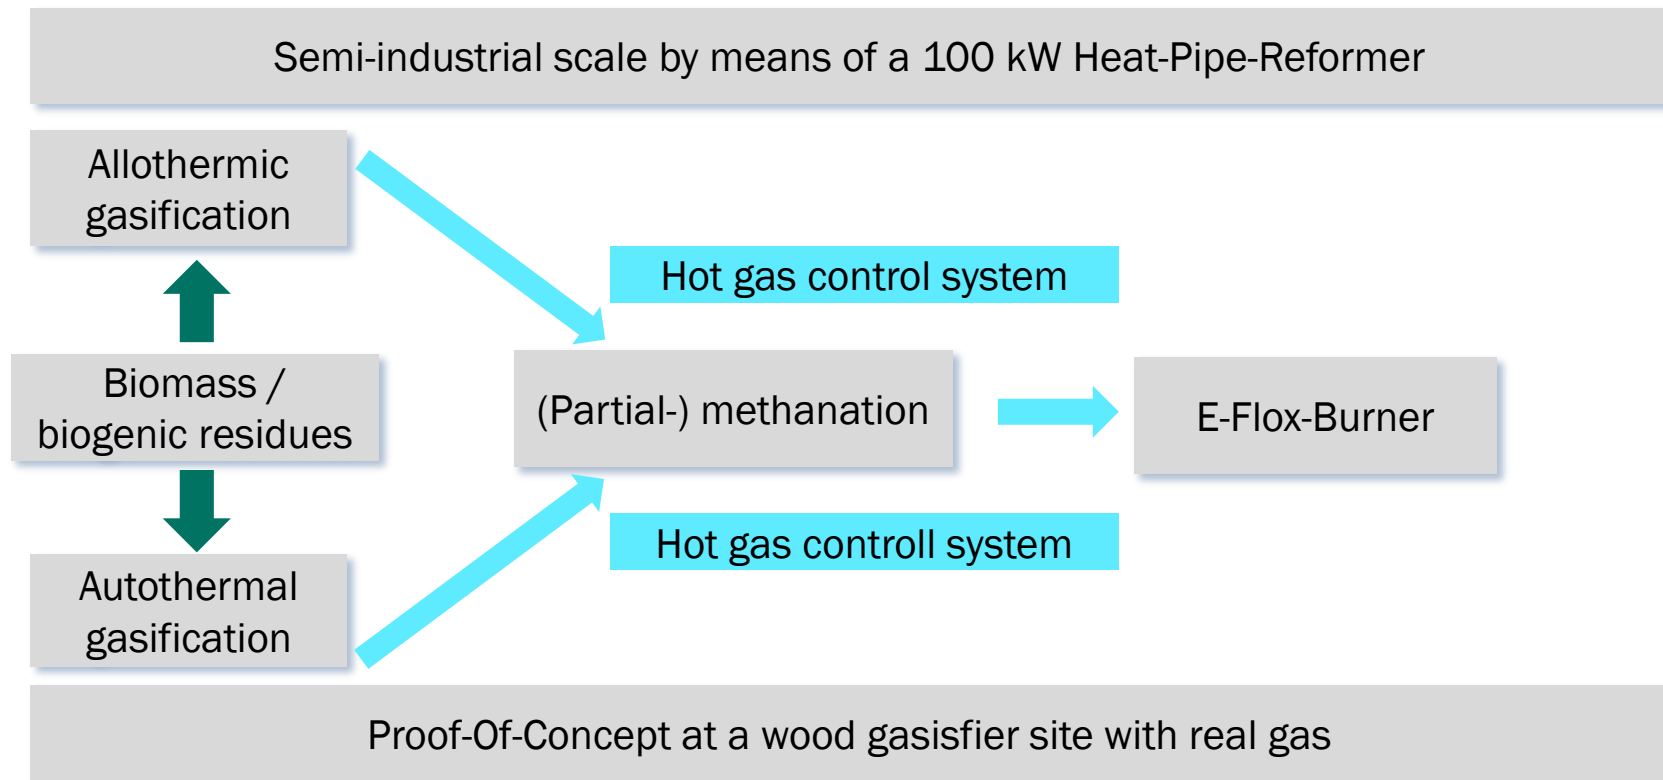 Semi-industrial scale by means of a 100 kW Heat-Pipe-Reformer
Allothermic
gasification
Hot gas control system
Biomass /
biogenic residues
(Partial-) methanation
E-Flox-Burner
Hot gas controll system
Autothermal
gasification
Proof-Of-Concept at a wood gasisfier site with real gas